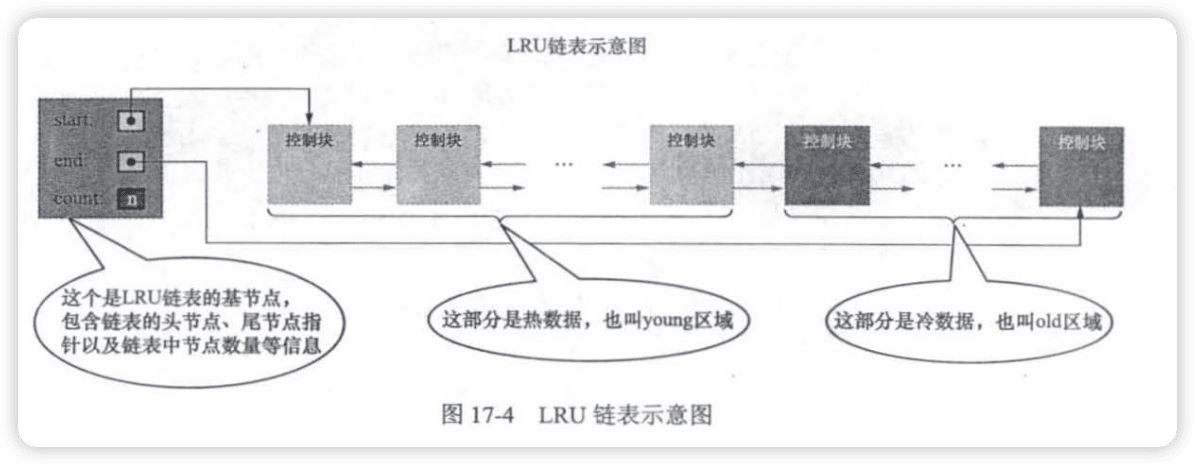 LRU链表示意图
start:
end:
count: n
控制块
控制块
...
控制块
控制块
...
控制块
这个是LRU链表的基节点，
包含链表的头节点、尾节点指
针以及链表中节点数量等信息
这部分是热数据，也叫young区域
这部分是冷数据，也叫old区域
图 17-4 LRU 链表示意图